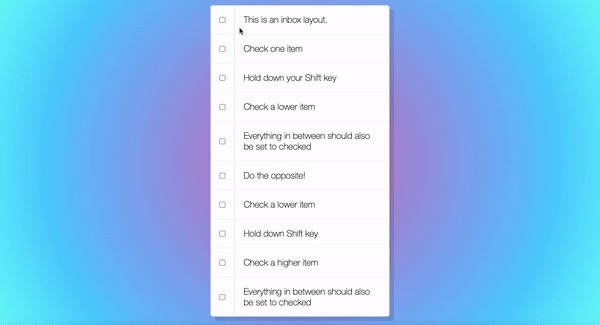 This is an inbox layout.
Check one item
Hold down your Shift key
Check a lower item
Everything in between should also
be set to checked
Do the opposite!
Check a lower item
Hold down Shift key
Check a higher item
Everything in between should also
be set to checked